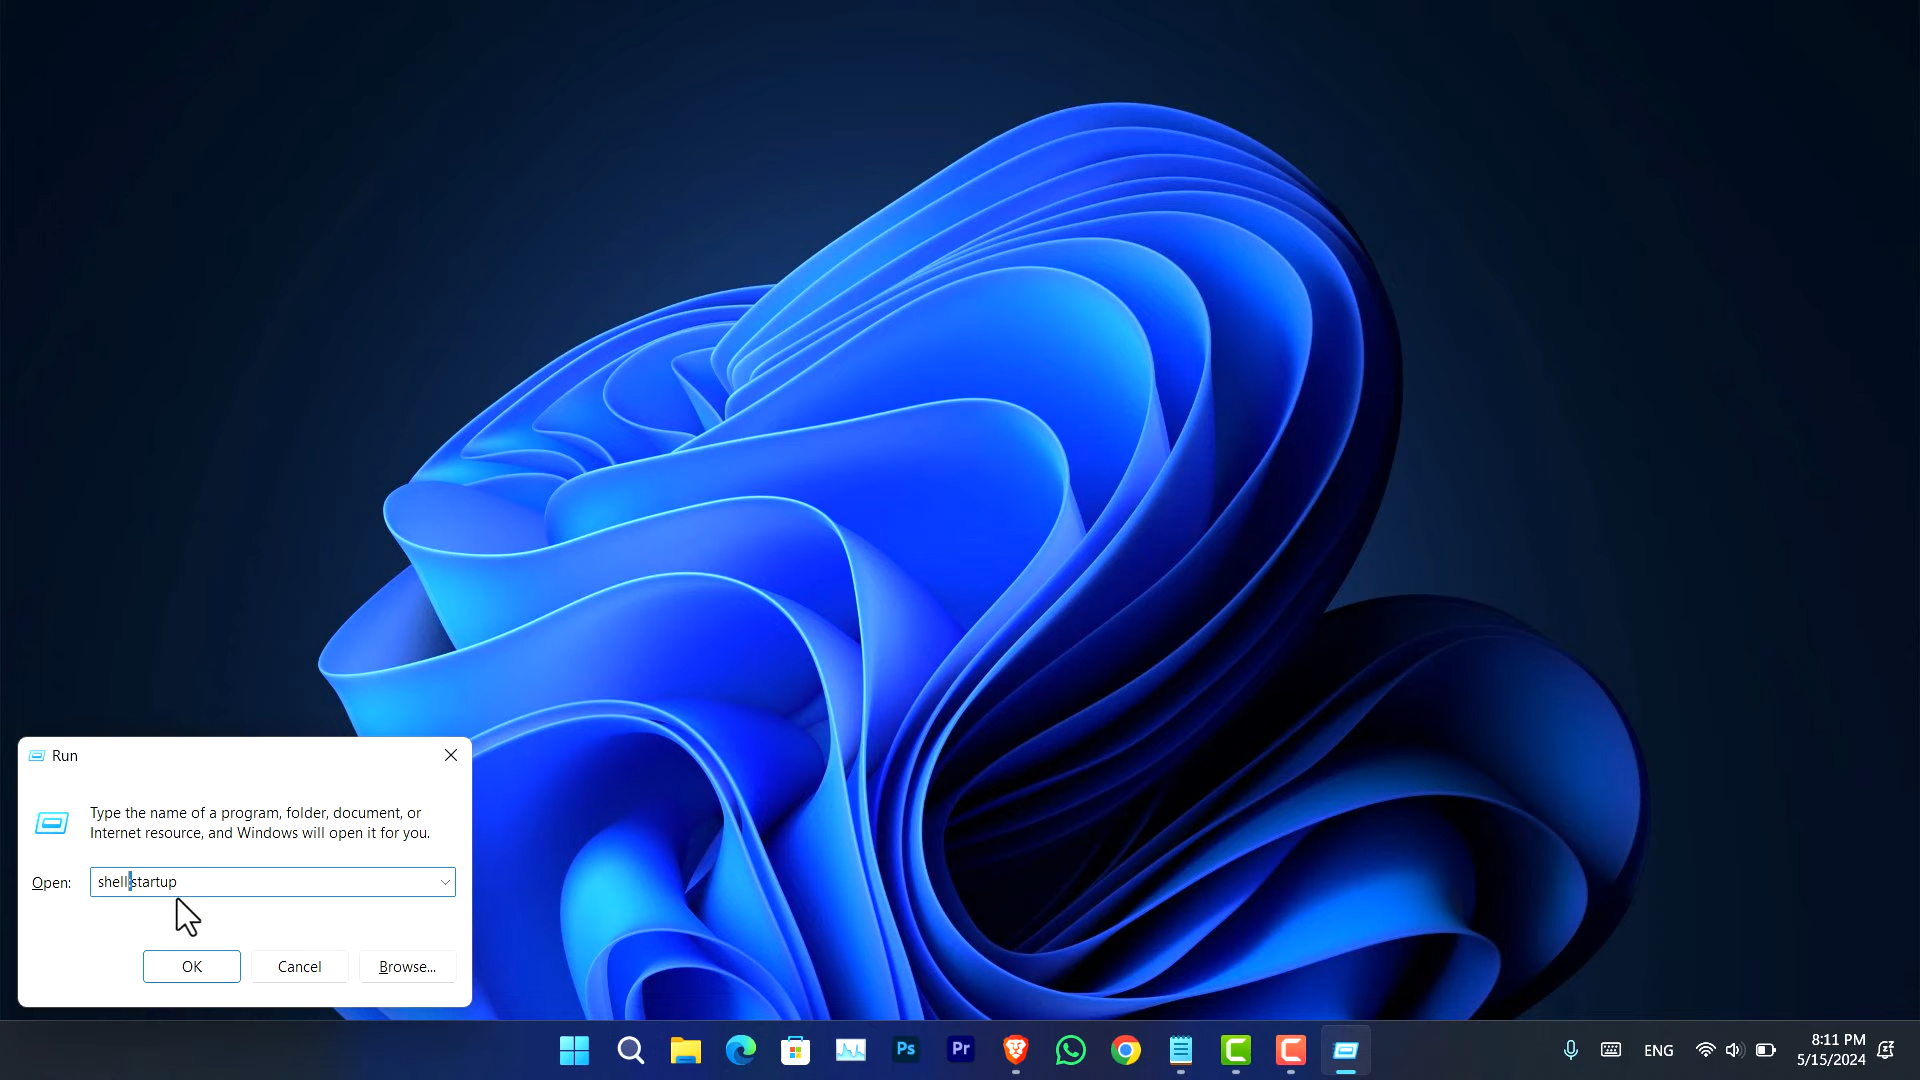 Run
Type the name of a program, folder, document, or
Internet resource, and Windows will open it for you.
Open:
shell:startup
OK
Cancel
Browse...
Ps
Pr
ENG
8:11 PM
5/15/2024